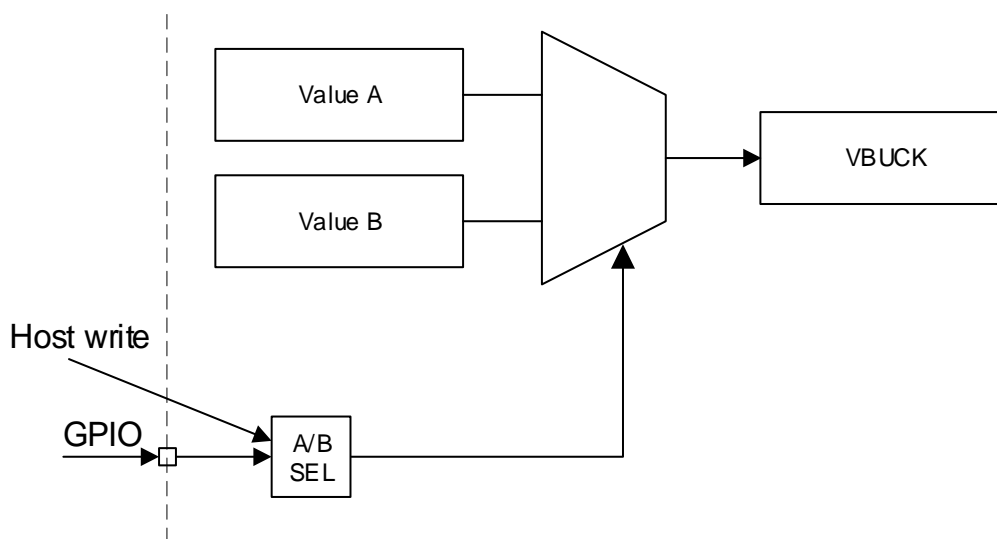 Value A
VBUCK
Value B
Host write
GPIO
A/B
SEL